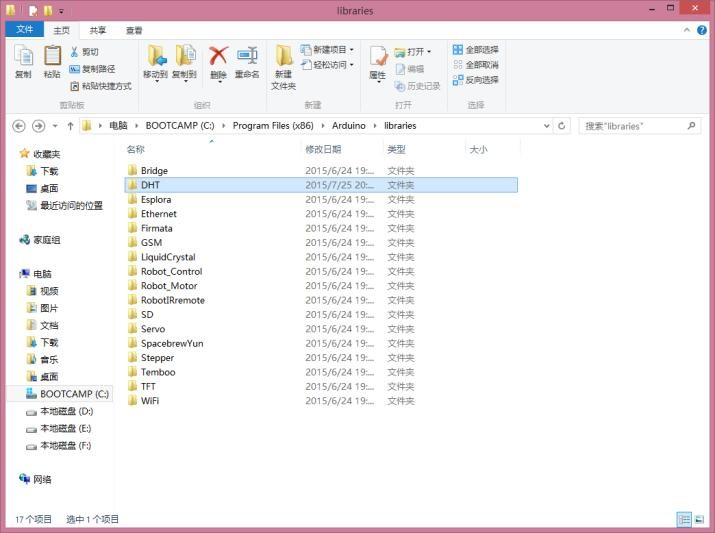 libraries
文件 主页 共享 查看
复制
粘贴
剪切
复制路径
粘贴快捷方式
剪贴板
移动到
复制到
删除
重命名
组织
新建
文件夹
新建项目
轻松访问
新建
属性
打开
编辑
历史记录
打开
全部选择
全部取消
反向选择
选择
电脑 BOOTCAMP (C:) Program Files (x86) Arduino libraries
搜索"libraries"
名称 修改日期 类型 大小
收藏夹
下载
桌面
最近访问的位置
家庭组
电脑
视频
图片
文档
下载
音乐
桌面
BOOTCAMP (C:)
本地磁盘 (D:)
本地磁盘 (E:)
本地磁盘 (F:)
网络
Bridge 2015/6/24 19:... 文件夹
DHT 2015/7/25 20:... 文件夹
Esplora 2015/6/24 19:... 文件夹
Ethernet 2015/6/24 19:... 文件夹
Firmata 2015/6/24 19:... 文件夹
GSM 2015/6/24 19:... 文件夹
LiquidCrystal 2015/6/24 19:... 文件夹
Robot_Control 2015/6/24 19:... 文件夹
Robot_Motor 2015/6/24 19:... 文件夹
RobotIRremote 2015/6/24 19:... 文件夹
SD 2015/6/24 19:... 文件夹
Servo 2015/6/24 19:... 文件夹
SpacebrewYun 2015/6/24 19:... 文件夹
Stepper 2015/6/24 19:... 文件夹
Temboo 2015/6/24 19:... 文件夹
TFT 2015/6/24 19:... 文件夹
WiFi 2015/6/24 19:... 文件夹
17 个项目 选中 1 个项目